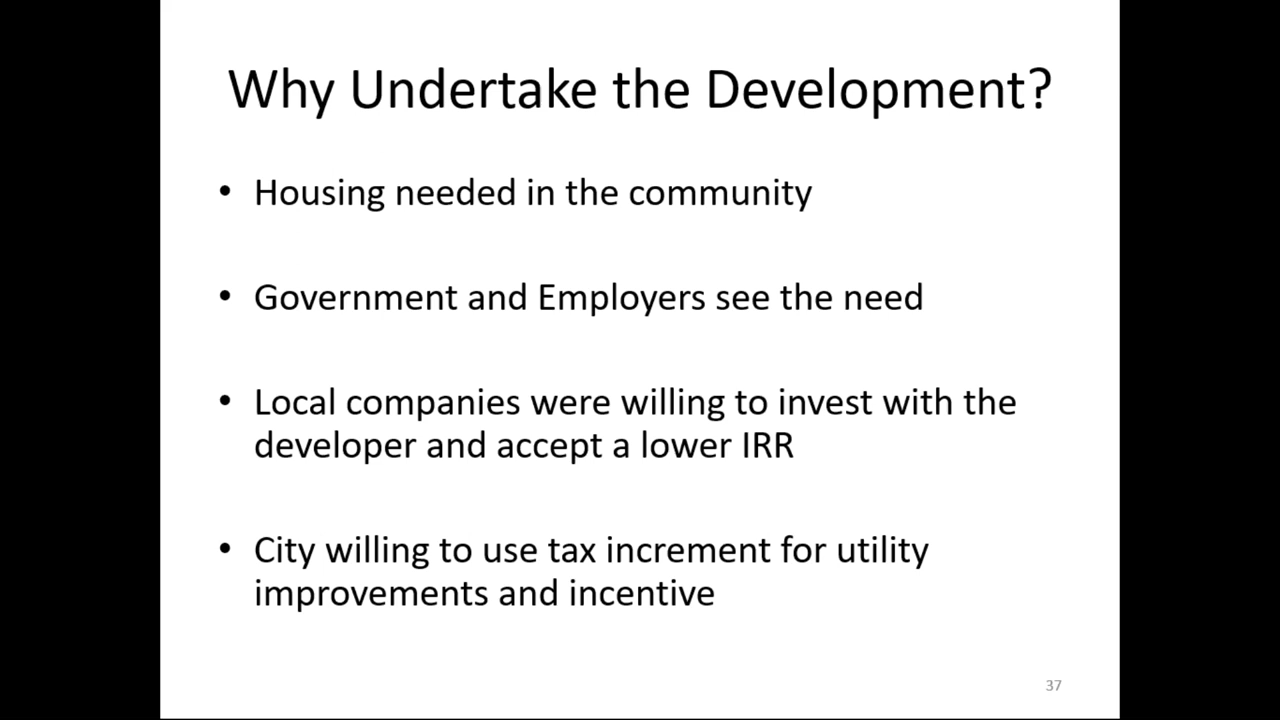 Why Undertake the Development?
• Housing needed in the community
• Government and Employers see the need
• Local companies were willing to invest with the
developer and accept a lower IRR
• City willing to use tax increment for utility
improvements and incentive
37